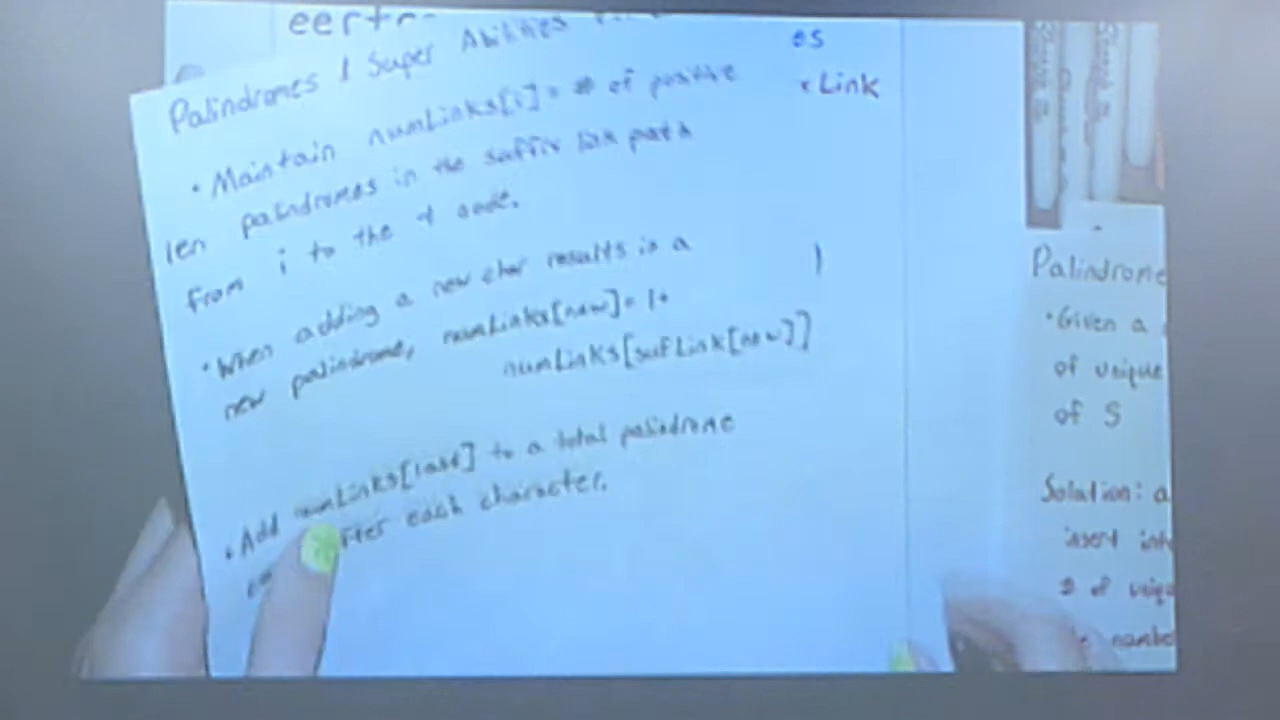 eertr
Palindromes / Super Abilities
• Maintain numLinks[i] = # of positive
len palindromes in the suffix link path
from i to the -1 node.
• When adding a new char results in a
new palindrome, numLinks[new] = 1+
numLinks[sufLink[new]]
• Add numLinks[last] to a total palindrome
after each character.
es
• Link
)
Palindrome
• Given a
of unique
of S
Solution: a
insert int
# of uniqu
numbe